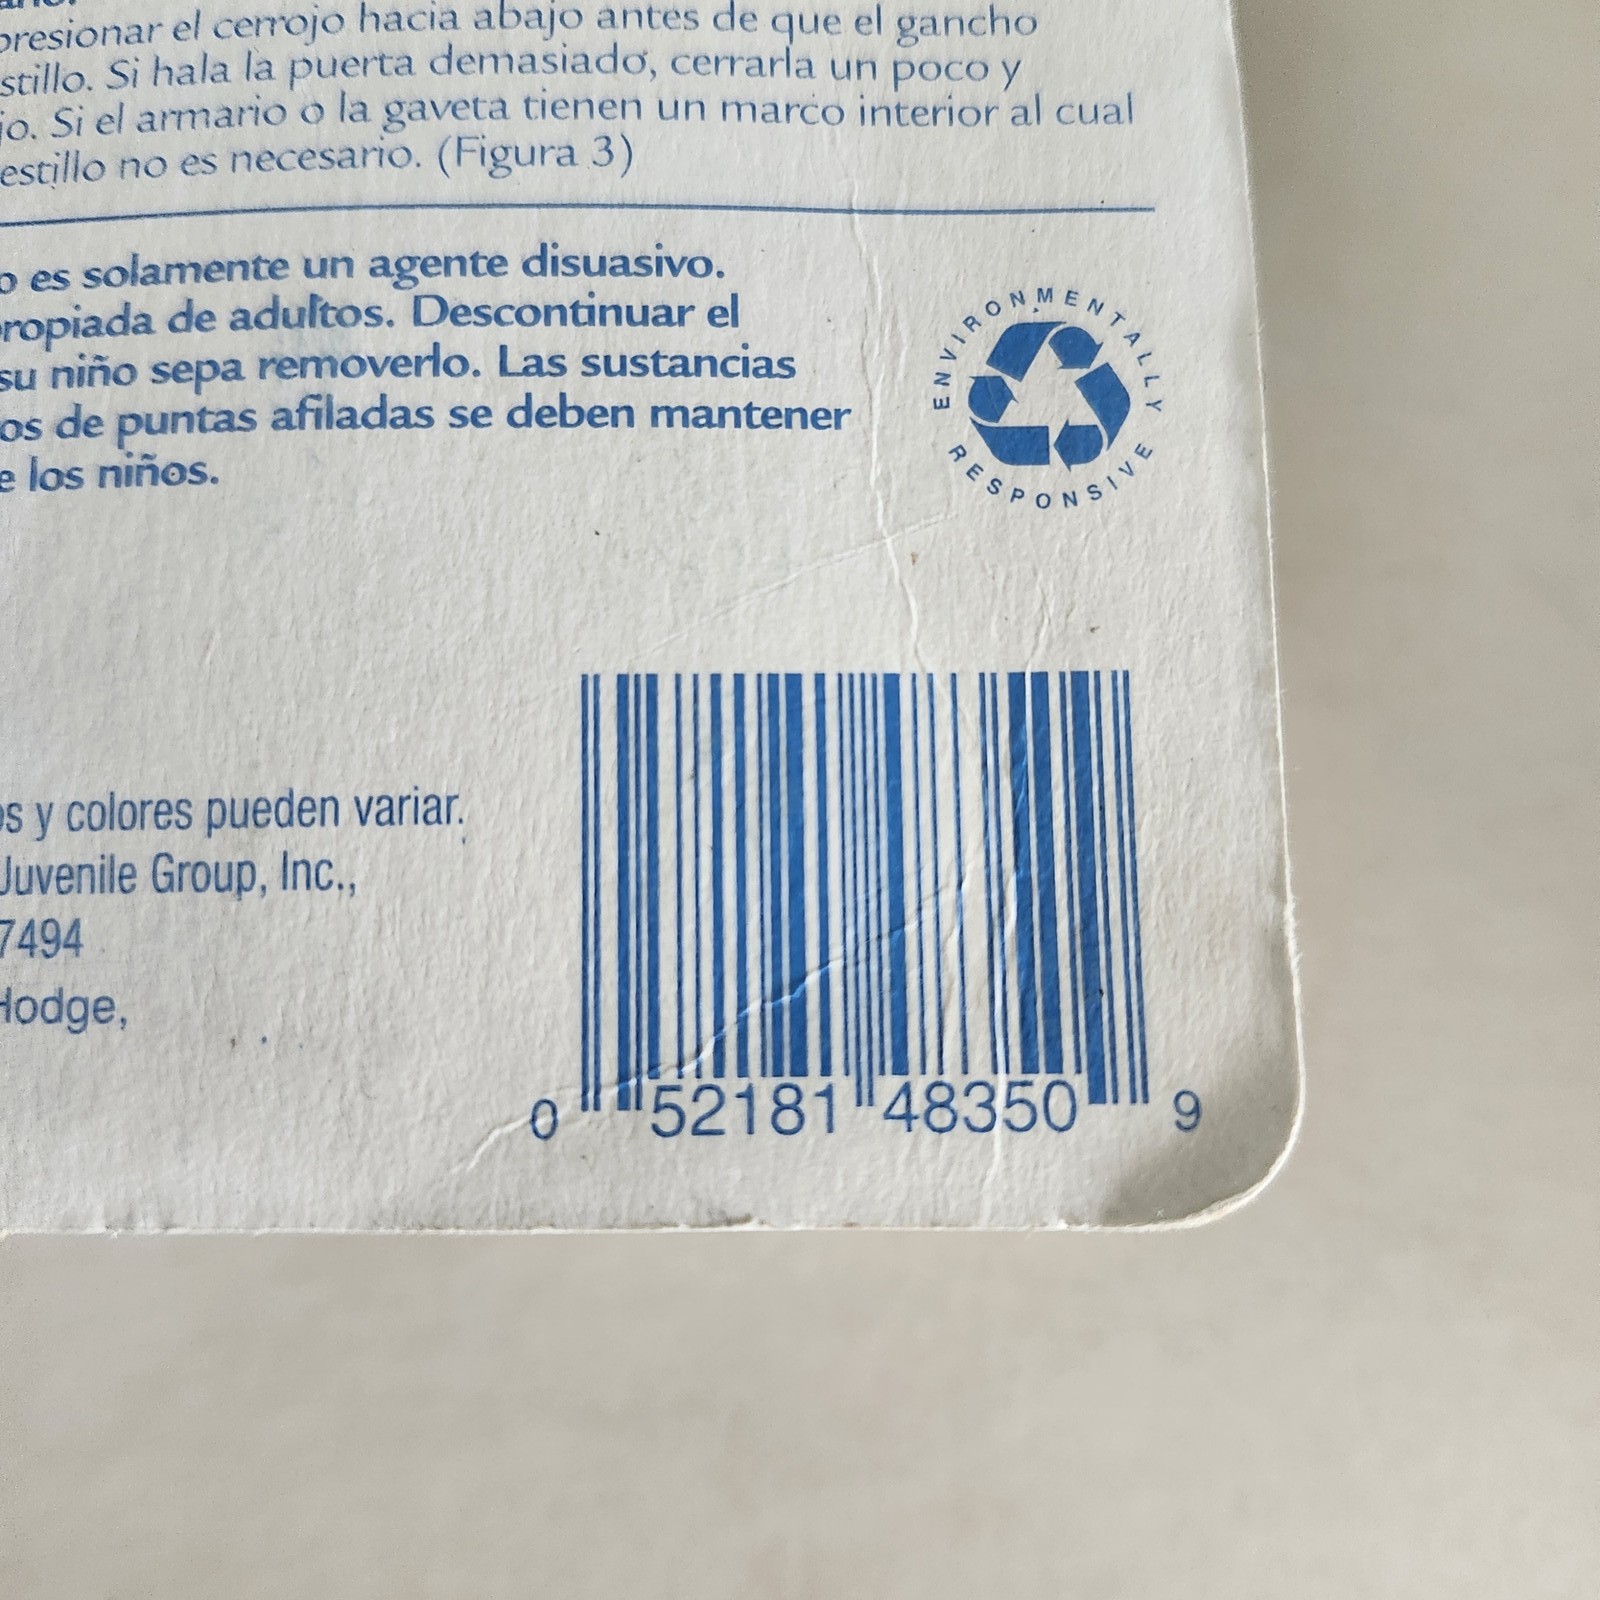 presionar el cerrojo hacia abajo antes de que el gancho
stillo. Si hala la puerta demasiado, cerrarla un poco y
jo. Si el armario o la gaveta tienen un marco interior al cual
estillo no es necesario. (Figura 3)
o es solamente un agente disuasivo.
propiada de adultos. Descontinuar el
su niño sepa removerlo. Las sustancias
os de puntas afiladas se deben mantener
e los niños.
ENVIRONMENTALLY
RESPONSIVE
os y colores pueden variar.
Juvenile Group, Inc.,
7494
Hodge,
0 52181 48350 9